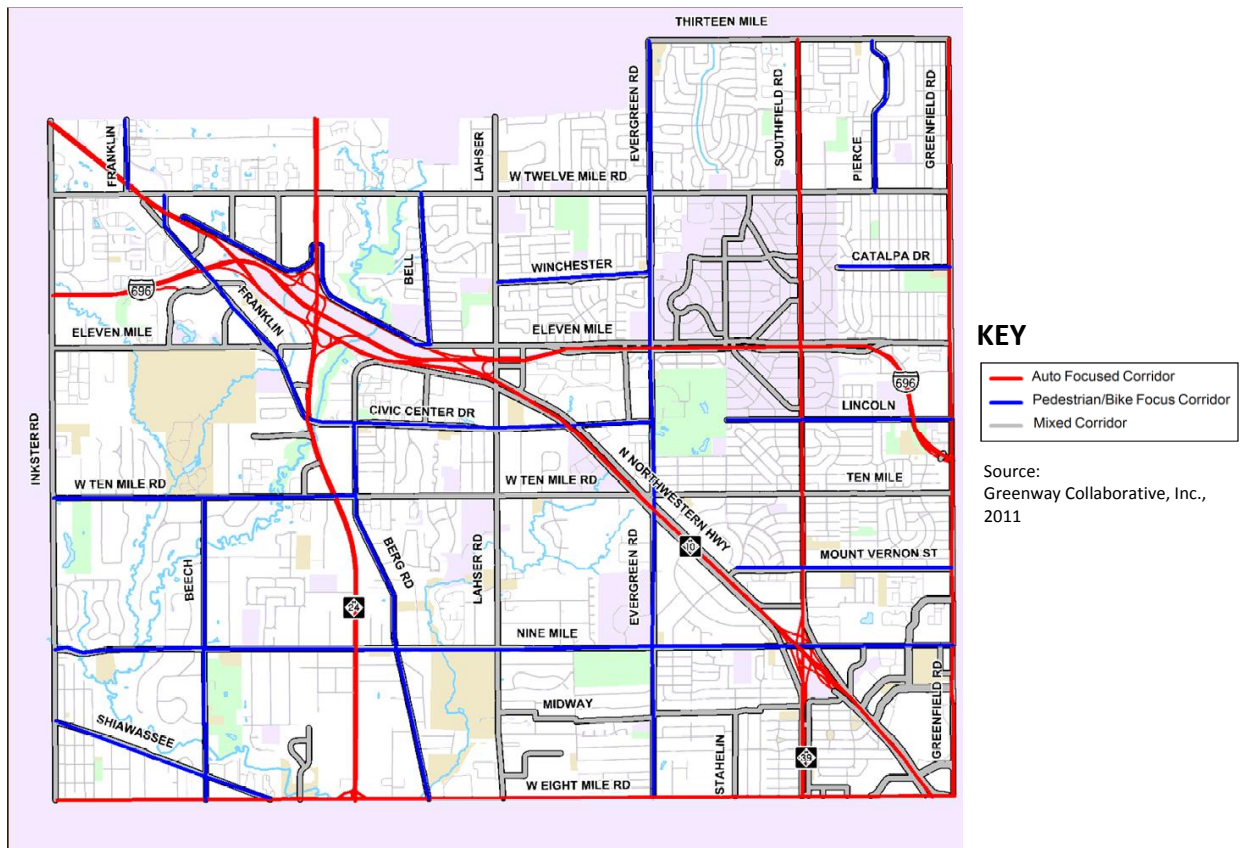 THIRTEEN MILE
FRANKLIN
LAHSER
EVERGREEN RD
SOUTHFIELD RD
PIERCE
GREENFIELD RD
W TWELVE MILE RD
BELL
WINCHESTER
CATALPA DR
696
FRANKLIN
ELEVEN MILE
ELEVEN MILE
696
INKSTER RD
CIVIC CENTER DR
LINCOLN
W TEN MILE RD
W TEN MILE RD
N NORTHWESTERN HWY
TEN MILE
BEECH
BERG RD
LAHSER RD
EVERGREEN RD
10
MOUNT VERNON ST
24
NINE MILE
SHIAWASSEE
MIDWAY
STAHELIN
39
GREENFIELD RD
W EIGHT MILE RD
KEY
Auto Focused Corridor
Pedestrian/Bike Focus Corridor
Mixed Corridor
Source:
Greenway Collaborative, Inc.,
2011